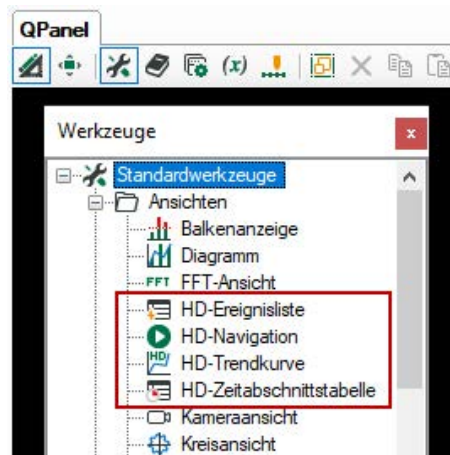 QPanel
(x)
Werkzeuge
x
Standardwerkzeuge
Ansichten
Balkenanzeige
Diagramm
FFT FFT-Ansicht
HD-Ereignisliste
HD-Navigation
HD HD-Trendkurve
HD-Zeitabschnittstabelle
Kameraansicht
Kreisansicht